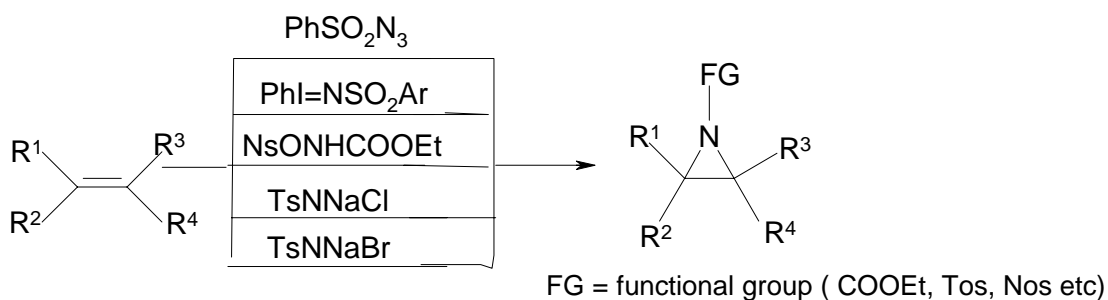 PhSO₂N₃
PhI=NSO₂Ar
NsONHCOOEt
TsNNaCl
TsNNaBr
R¹
R³
R²
R⁴
FG
N
R¹
R³
R²
R⁴
FG = functional group ( COOEt, Tos, Nos etc)